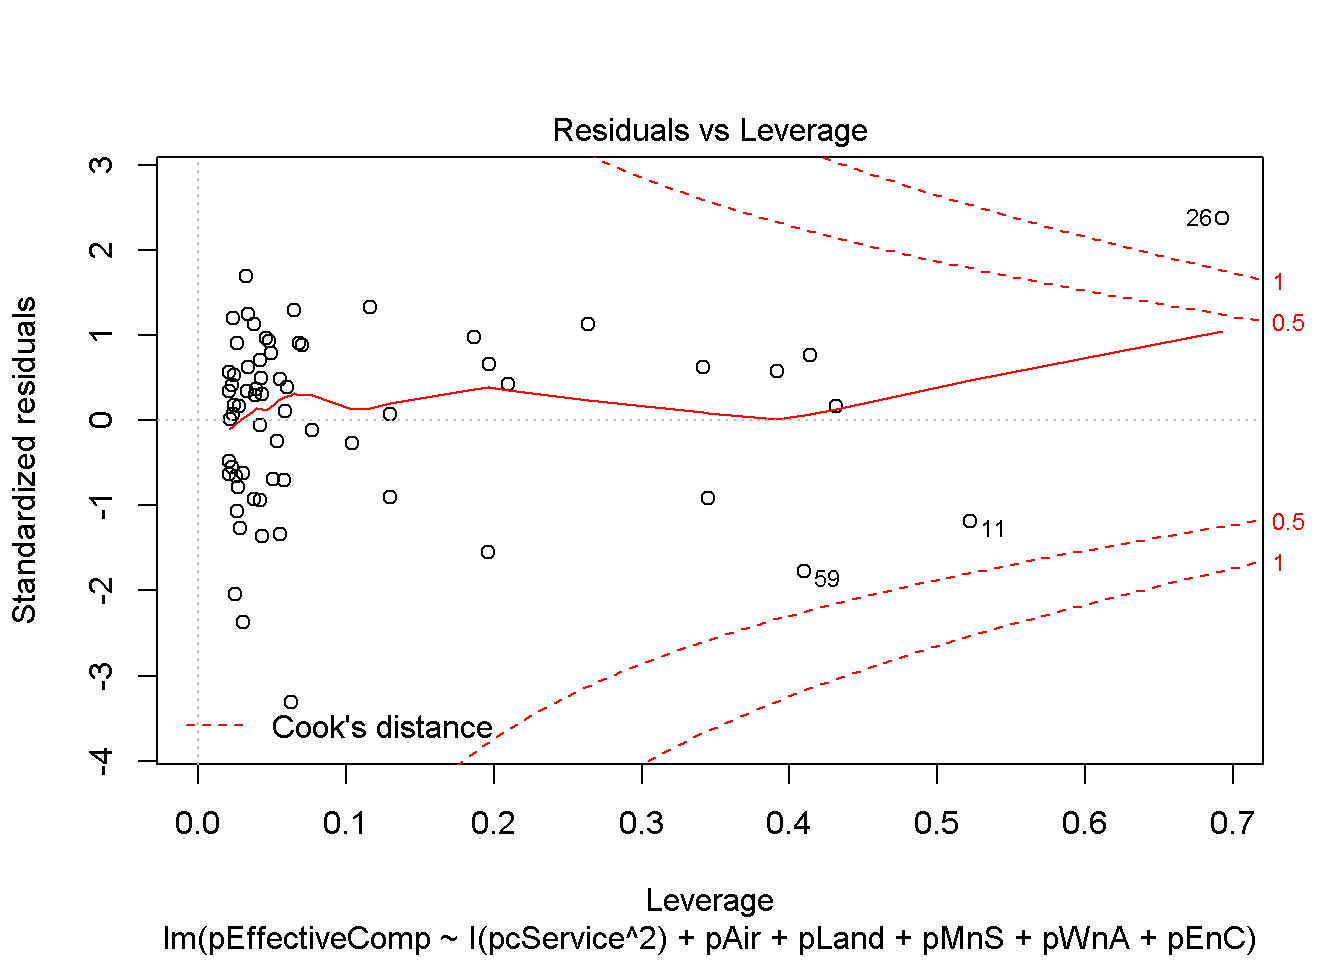 Residuals vs Leverage
Standardized residuals
3
2
1
0
-1
-2
-3
-4
26
11
59
1
0.5
0.5
1
Cook's distance
0.0 0.1 0.2 0.3 0.4 0.5 0.6 0.7
Leverage
lm(pEffectiveComp ~ I(pcService^2) + pAir + pLand + pMnS + pWnA + pEnC)